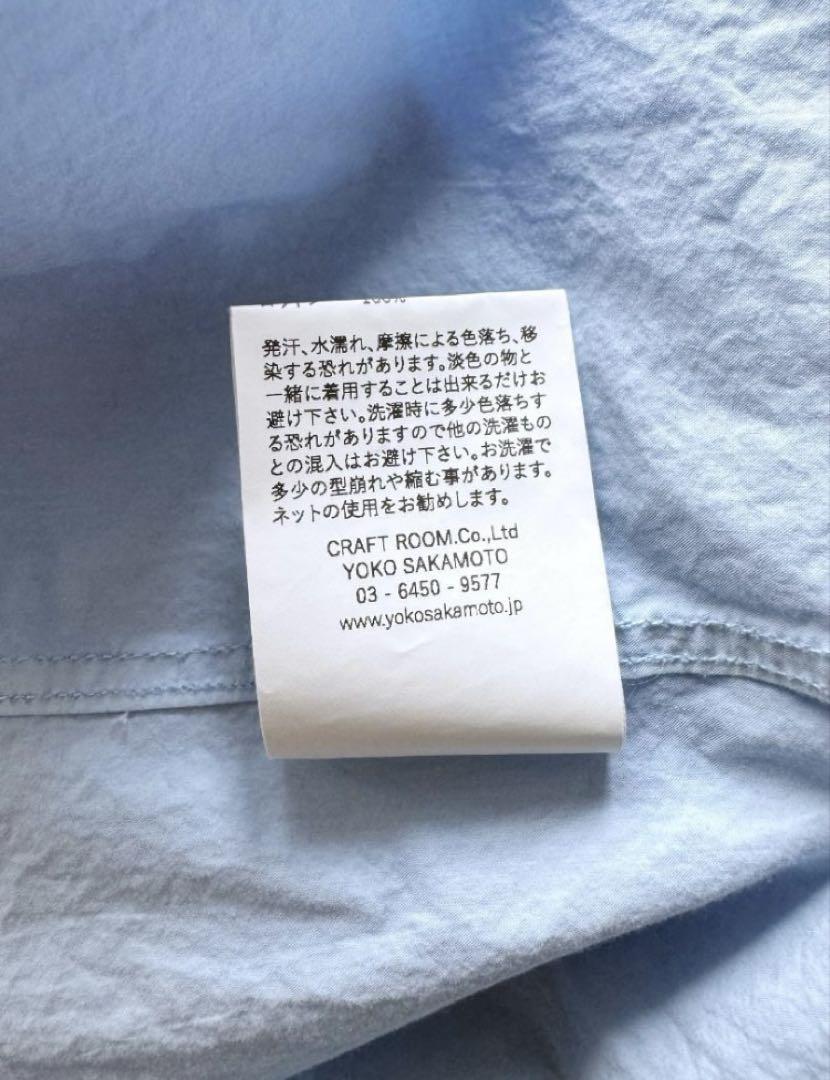 100%
発汗、水濡れ、摩擦による色落ち、移
染する恐れがあります。淡色の物と
一緒に着用することは出来るだけお
避け下さい。洗濯時に多少色落ちす
る恐れがありますので他の洗濯もの
との混入はお避け下さい。お洗濯で
多少の型崩れや縮む事があります。
ネットの使用をお勧めします。
CRAFT ROOM.Co.,Ltd
YOKO SAKAMOTO
03 - 6450 - 9577
www.yokosakamoto.jp